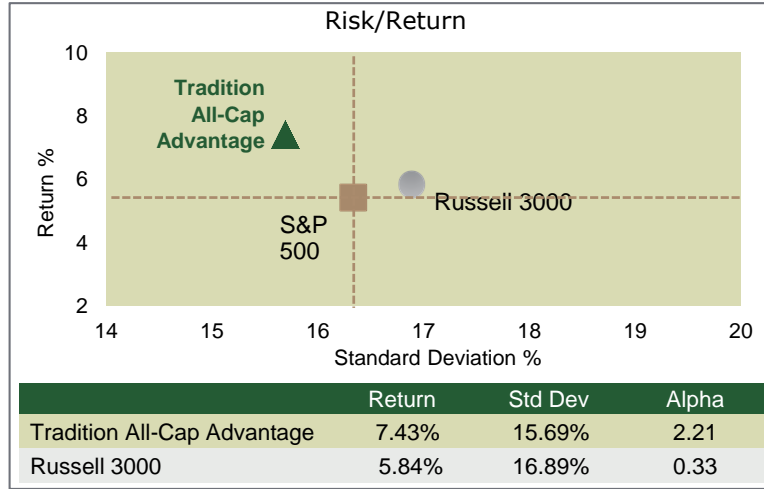 Risk/Return
10
8
6
4
2
Return %
Tradition
All-Cap
Advantage
Russell 3000
S&P
500
14 15 16 17 18 19 20
Standard Deviation %
Return Std Dev Alpha
Tradition All-Cap Advantage 7.43% 15.69% 2.21
Russell 3000 5.84% 16.89% 0.33